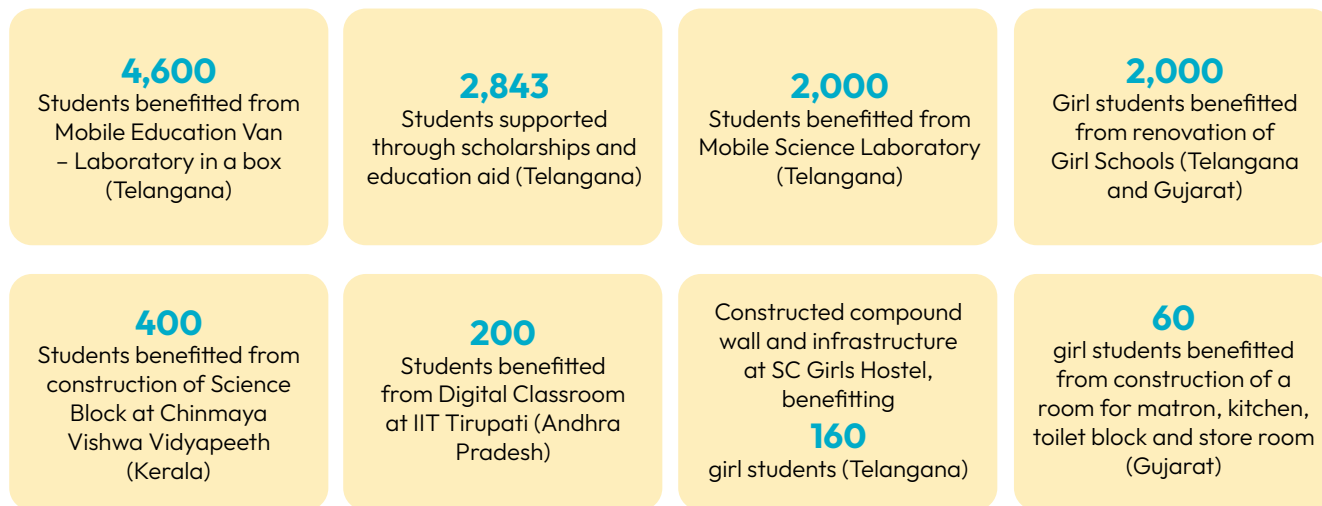 4,600
Students benefitted from
Mobile Education Van
– Laboratory in a box
(Telangana)
2,843
Students supported
through scholarships and
education aid (Telangana)
2,000
Students benefitted from
Mobile Science Laboratory
(Telangana)
2,000
Girl students benefitted
from renovation of
Girl Schools (Telangana
and Gujarat)
400
Students benefitted from
construction of Science
Block at Chinmaya
Vishwa Vidyapeeth
(Kerala)
200
Students benefitted
from Digital Classroom
at IIT Tirupati (Andhra
Pradesh)
Constructed compound
wall and infrastructure
at SC Girls Hostel,
benefitting
160
girl students (Telangana)
60
girl students benefitted
from construction of a
room for matron, kitchen,
toilet block and store room
(Gujarat)